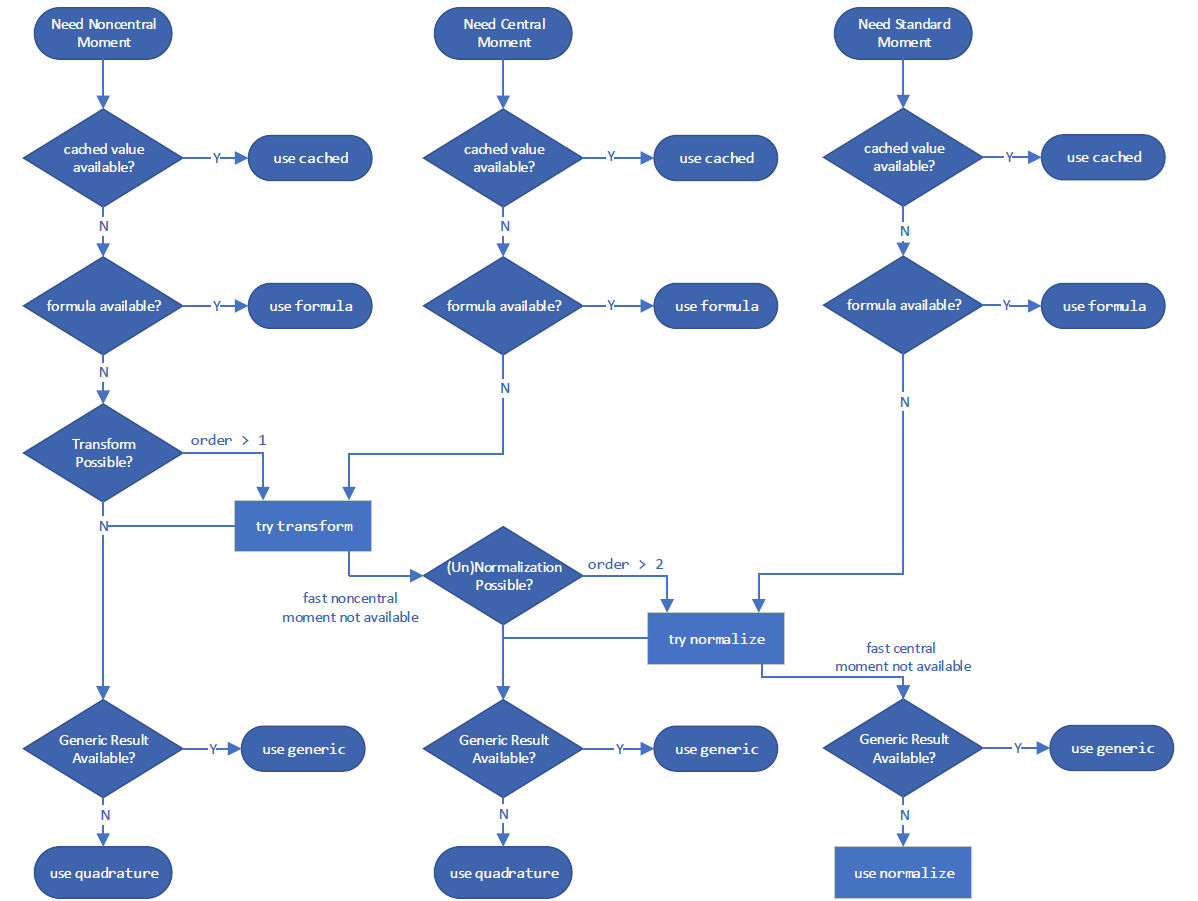 Need Noncentral
Moment
Need Central
Moment
Need Standard
Moment
cached value
available?
Y
use cached
cached value
available?
Y
use cached
cached value
available?
Y
use cached
N
N
N
formula available?
Y
use formula
formula available?
Y
use formula
formula available?
Y
use formula
N
N
N
Transform
Possible?
order > 1
N
try transform
fast noncentral
moment not available
(Un)Normalization
Possible?
order > 2
try normalize
fast central
moment not available
Generic Result
Available?
Y
use generic
Generic Result
Available?
Y
use generic
Generic Result
Available?
Y
use generic
N
N
N
use quadrature
use quadrature
use normalize